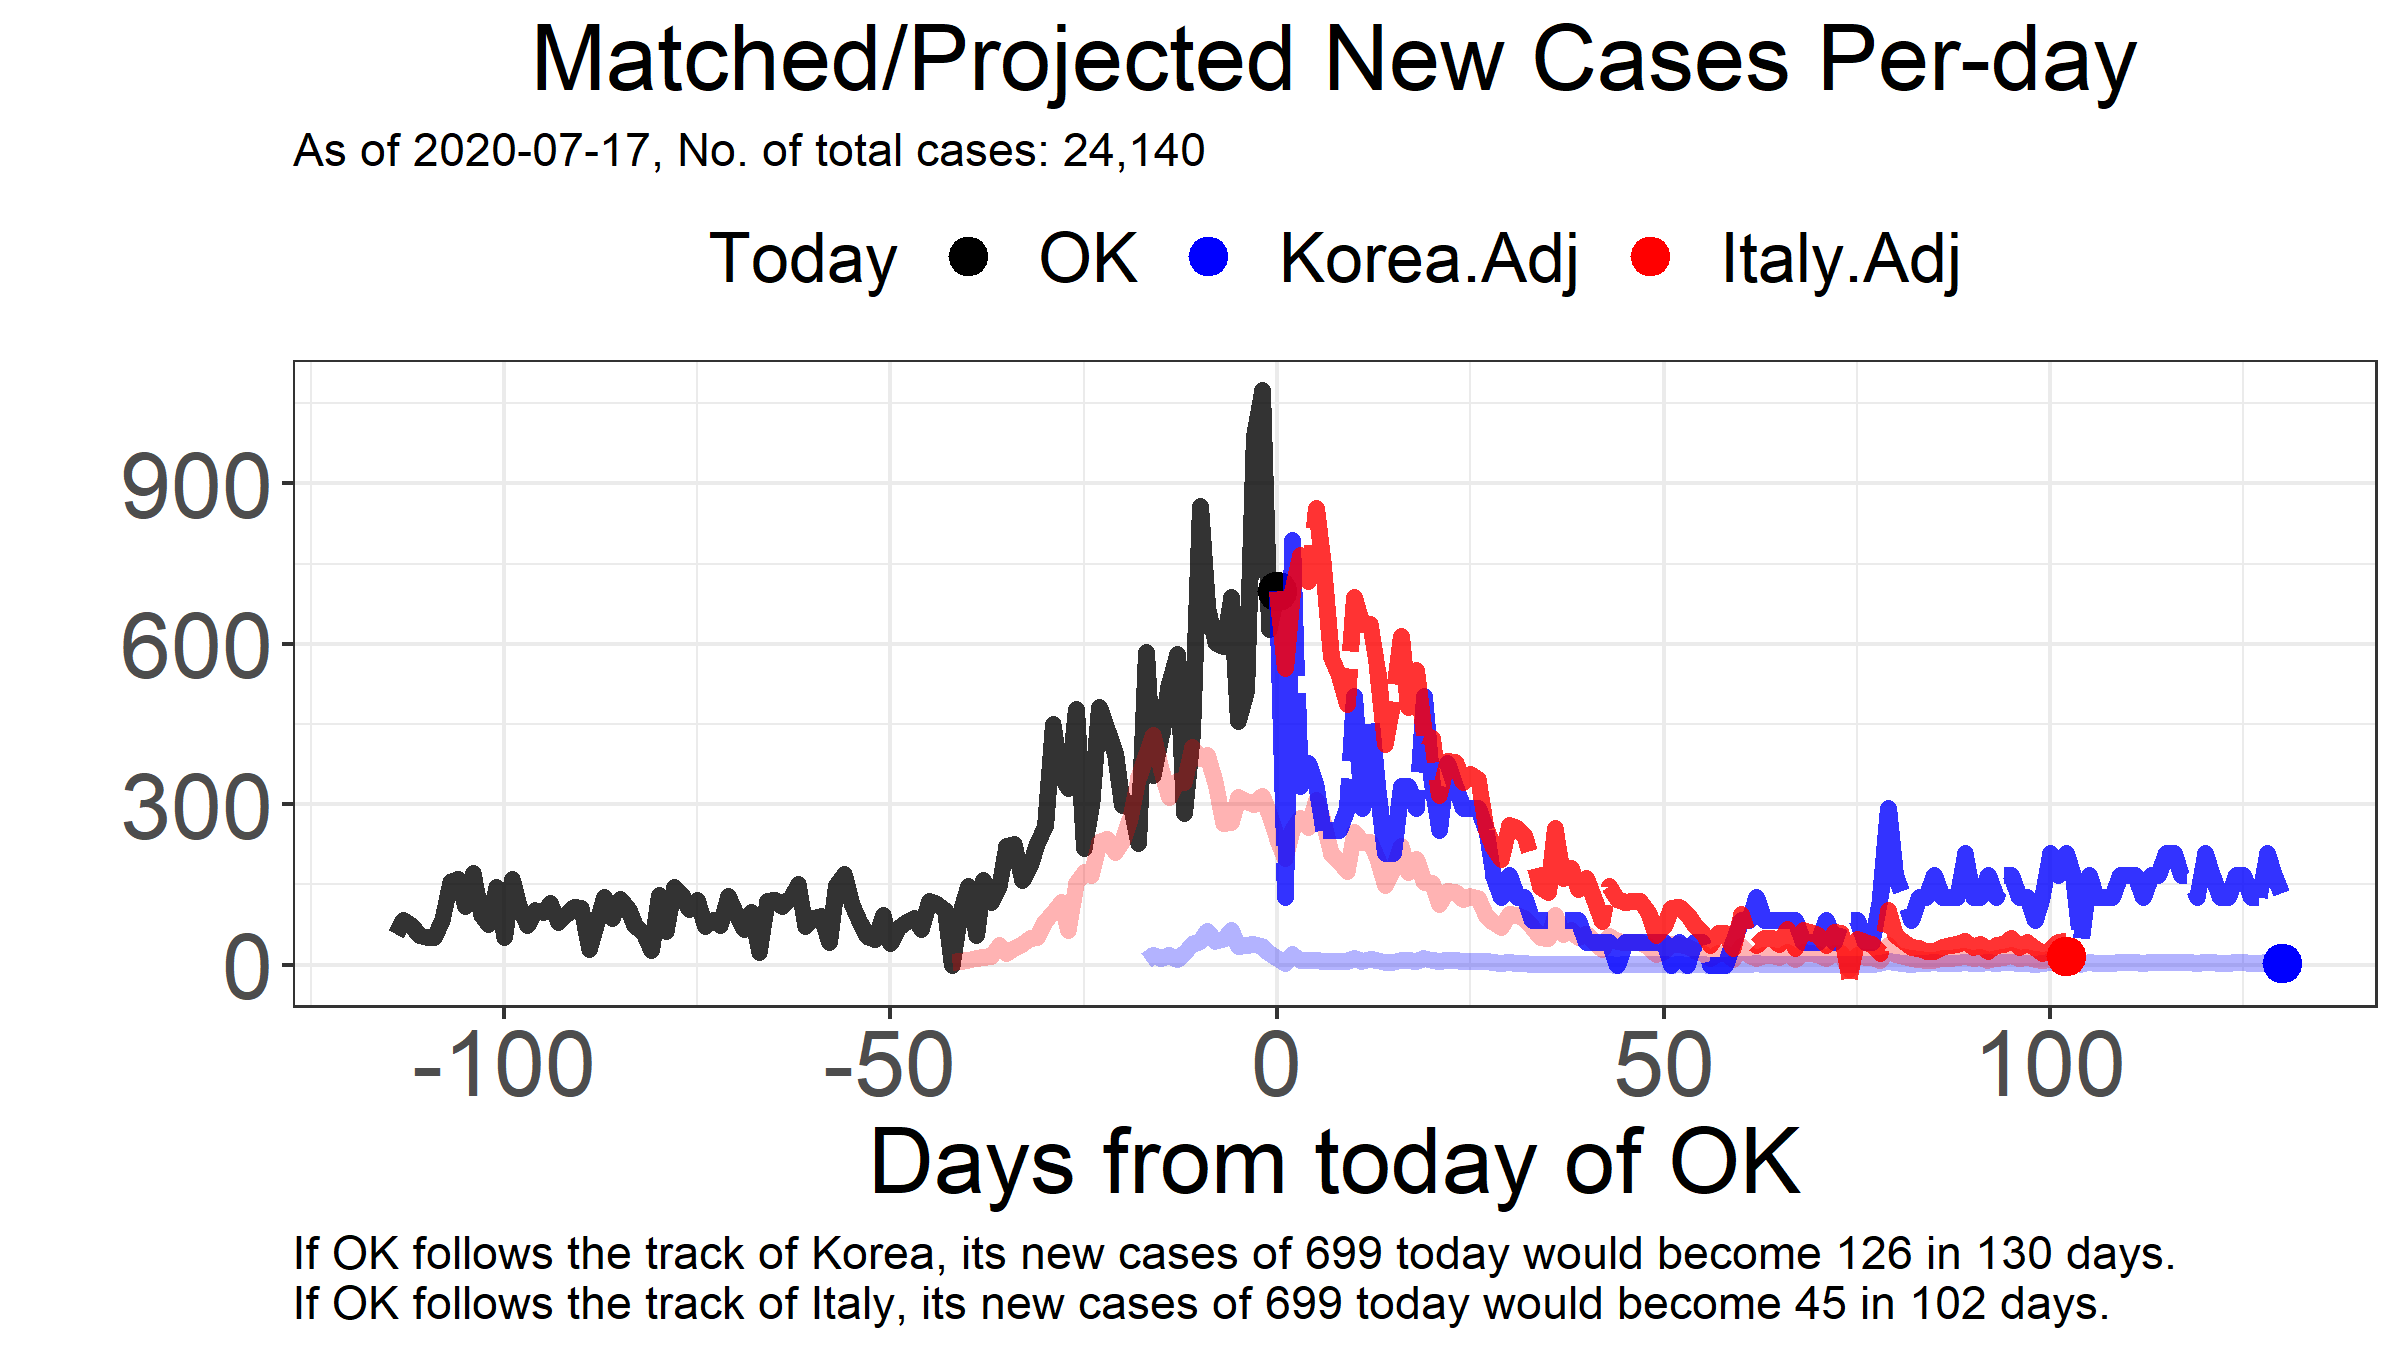 Matched/Projected New Cases Per-day
As of 2020-07-17, No. of total cases: 24,140
Today OK Korea.Adj Italy.Adj
900
600
300
0
-100 -50 0 50 100
Days from today of OK
If OK follows the track of Korea, its new cases of 699 today would become 126 in 130 days.
If OK follows the track of Italy, its new cases of 699 today would become 45 in 102 days.